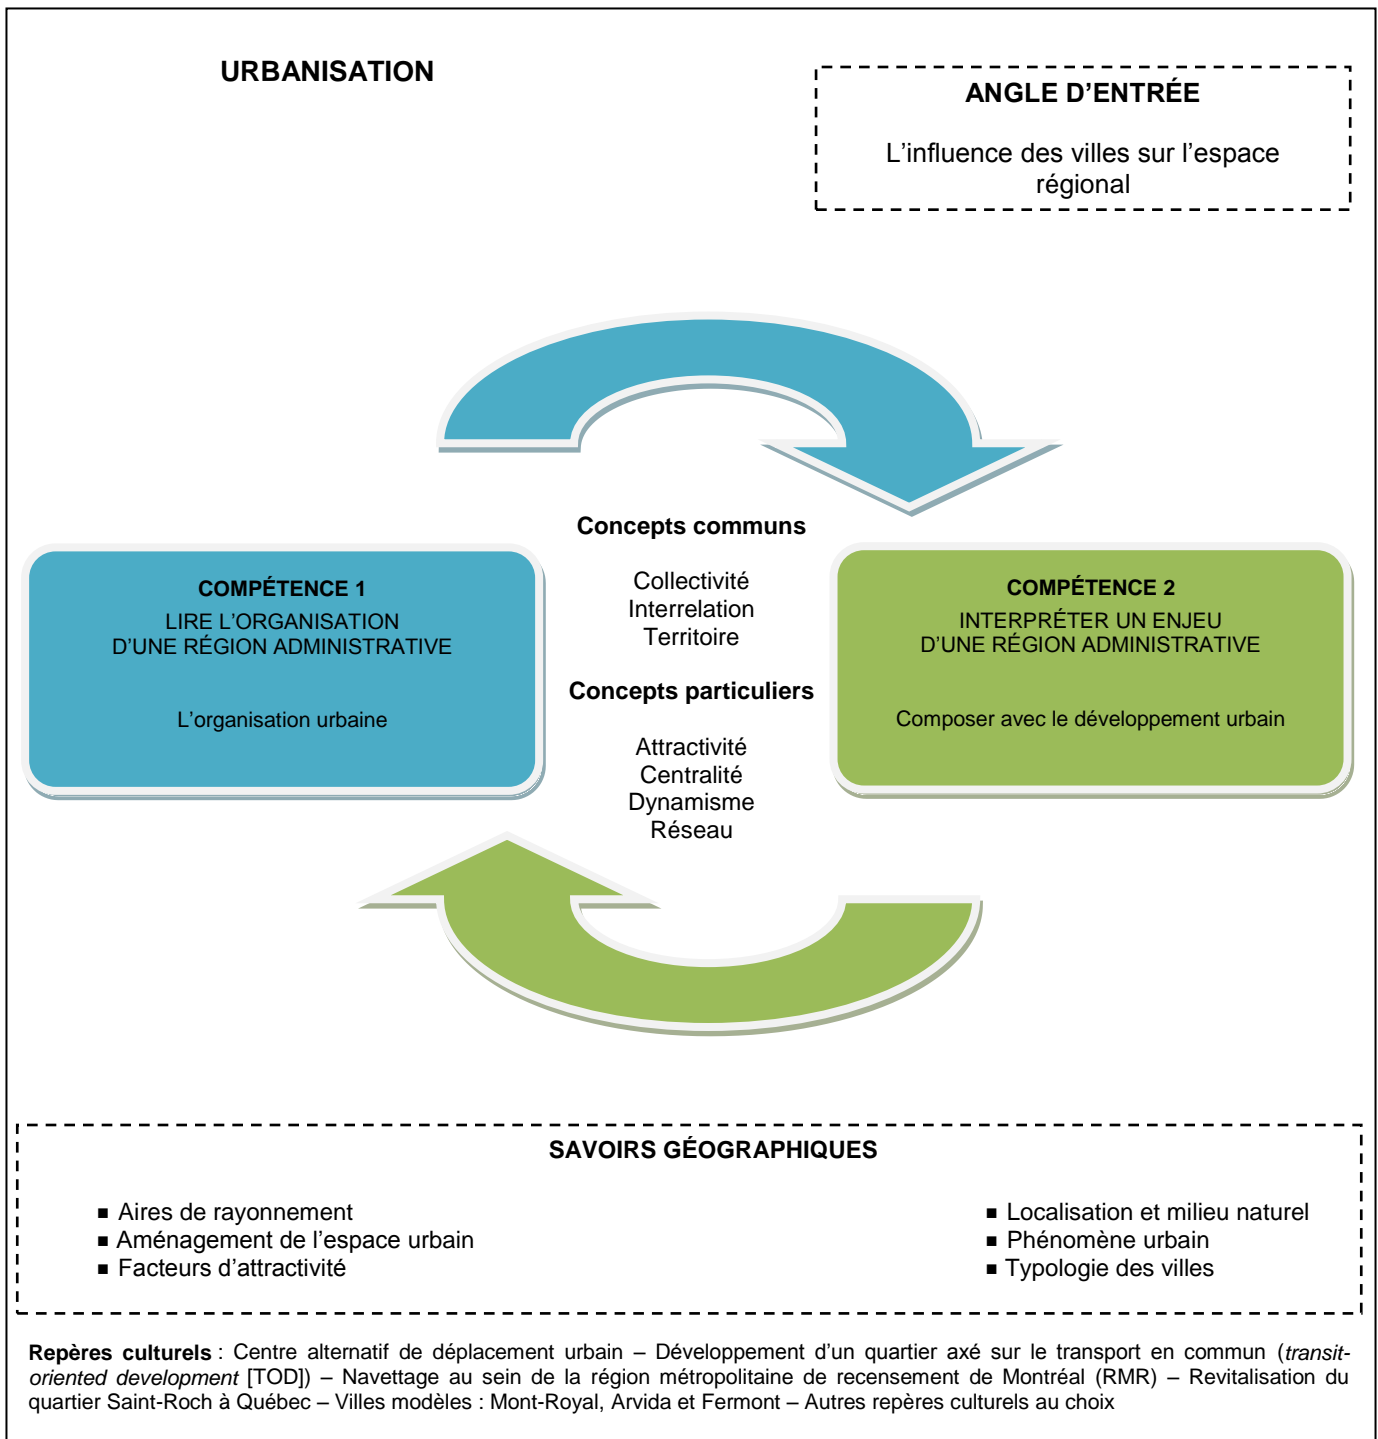 URBANISATION
ANGLE D’ENTRÉE
L’influence des villes sur l’espace
régional
Concepts communs
Collectivité
Interrelation
Territoire
Concepts particuliers
Attractivité
Centralité
Dynamisme
Réseau
COMPÉTENCE 1
LIRE L’ORGANISATION
D’UNE RÉGION ADMINISTRATIVE
L’organisation urbaine
COMPÉTENCE 2
INTERPRÉTER UN ENJEU
D’UNE RÉGION ADMINISTRATIVE
Composer avec le développement urbain
SAVOIRS GÉOGRAPHIQUES
▪ Aires de rayonnement
▪ Aménagement de l’espace urbain
▪ Facteurs d’attractivité
▪ Localisation et milieu naturel
▪ Phénomène urbain
▪ Typologie des villes
Repères culturels : Centre alternatif de déplacement urbain – Développement d’un quartier axé sur le transport en commun (transit-
oriented development [TOD]) – Navettage au sein de la région métropolitaine de recensement de Montréal (RMR) – Revitalisation du
quartier Saint-Roch à Québec – Villes modèles : Mont-Royal, Arvida et Fermont – Autres repères culturels au choix